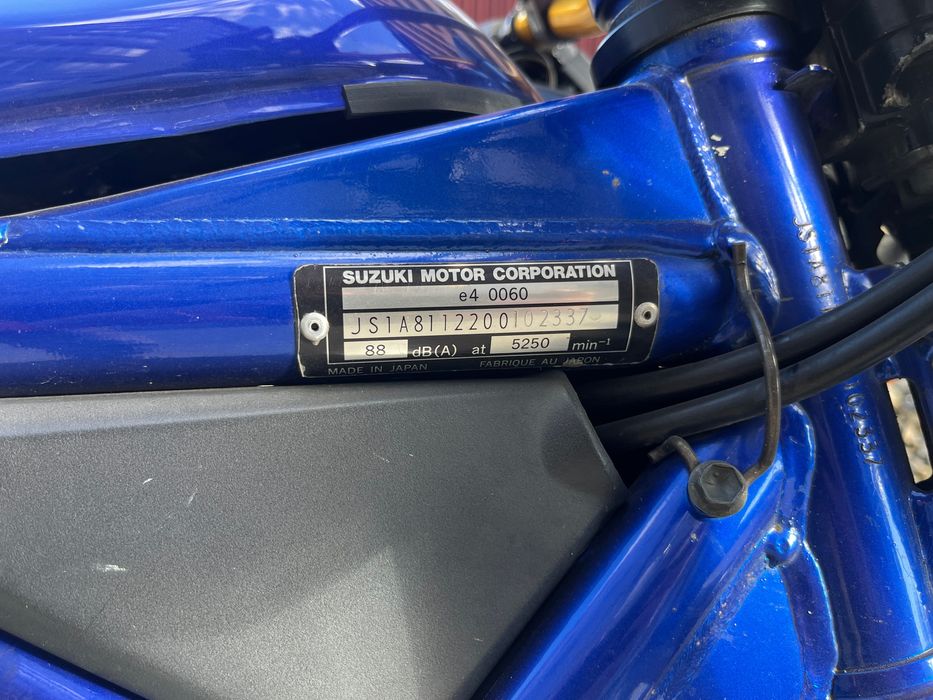 SUZUKI MOTOR CORPORATION
e4 0060
JS1A8112200102337
88 dB(A) at 5250 min⁻¹
MADE IN JAPAN FABRIQUE AU JAPON